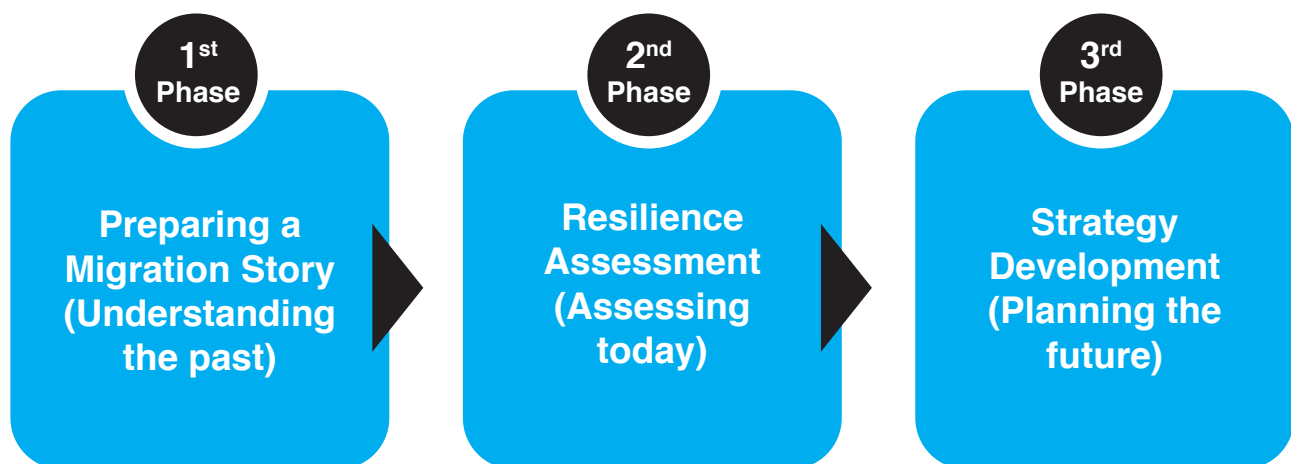 1st
Phase
Preparing a
Migration Story
(Understanding
the past)
2nd
Phase
Resilience
Assessment
(Assessing
today)
3rd
Phase
Strategy
Development
(Planning the
future)